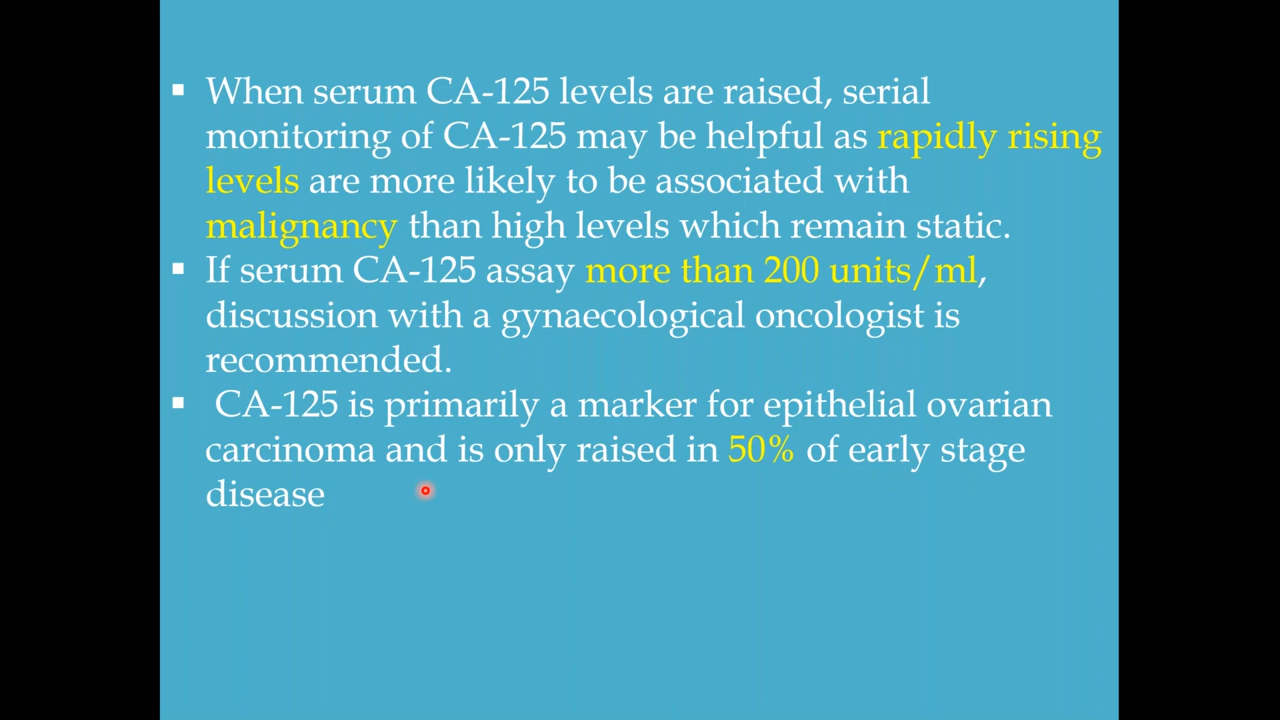 ▪ When serum CA-125 levels are raised, serial
monitoring of CA-125 may be helpful as rapidly rising
levels are more likely to be associated with
malignancy than high levels which remain static.
▪ If serum CA-125 assay more than 200 units/ml,
discussion with a gynaecological oncologist is
recommended.
▪ CA-125 is primarily a marker for epithelial ovarian
carcinoma and is only raised in 50% of early stage
disease